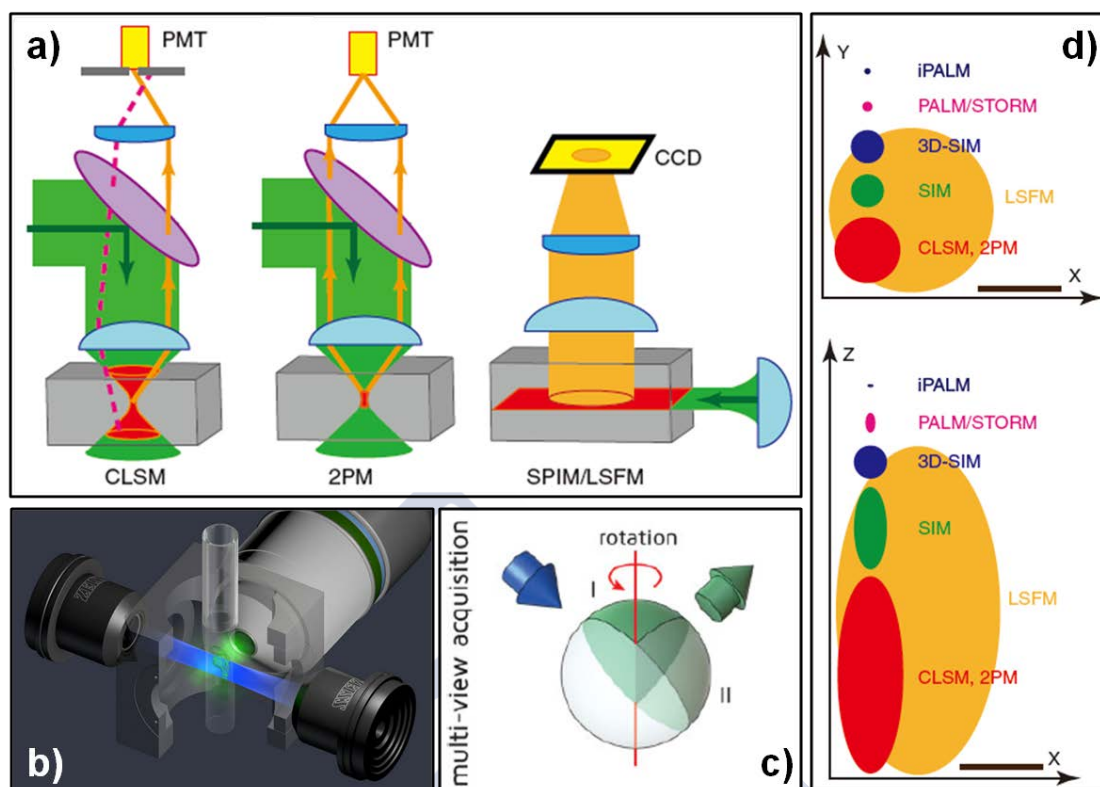 a)
PMT
PMT
CCD
CLSM
2PM
SPIM/LSFM
b)
multi-view acquisition
rotation
I
II
c)
d)
Y
iPALM
PALM/STORM
3D-SIM
SIM
LSFM
CLSM, 2PM
X
Z
iPALM
PALM/STORM
3D-SIM
SIM
LSFM
CLSM, 2PM
X